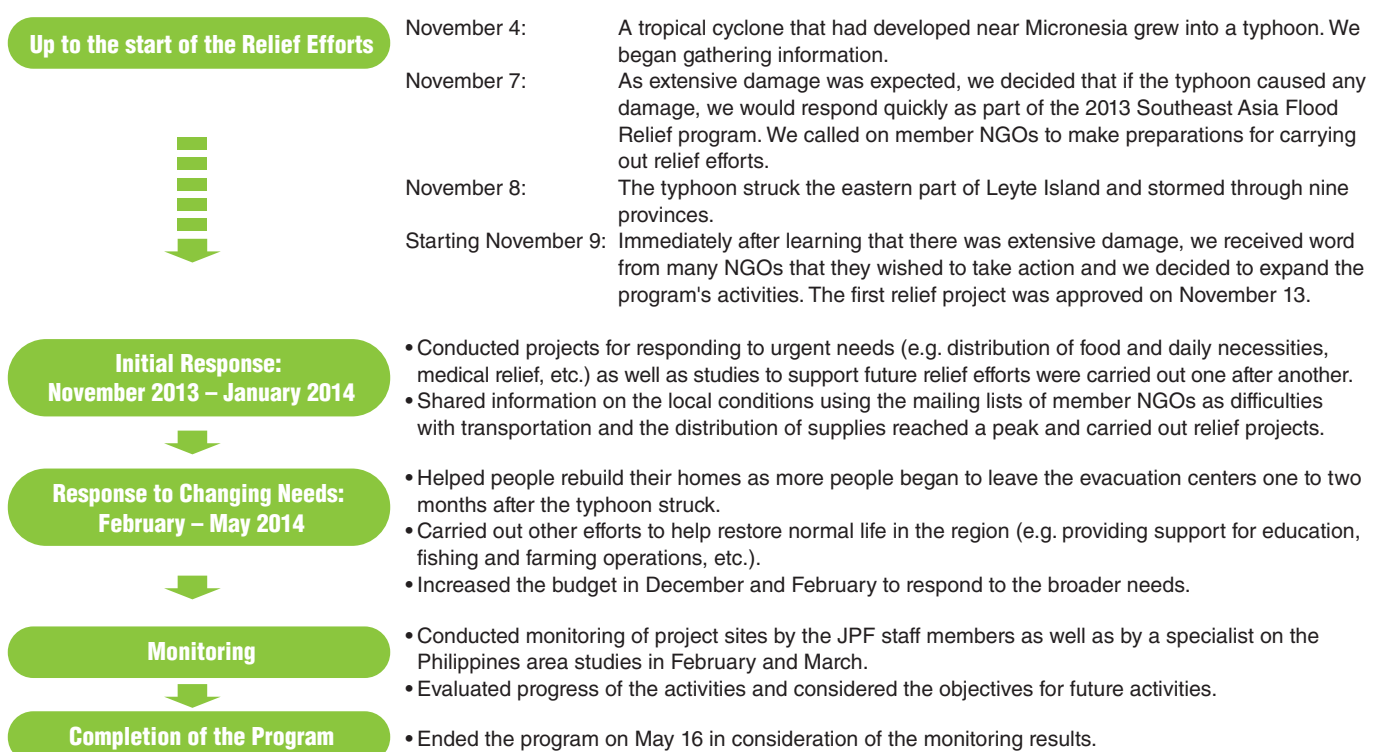 Up to the start of the Relief Efforts
November 4: A tropical cyclone that had developed near Micronesia grew into a typhoon. We
began gathering information.
November 7: As extensive damage was expected, we decided that if the typhoon caused any
damage, we would respond quickly as part of the 2013 Southeast Asia Flood
Relief program. We called on member NGOs to make preparations for carrying
out relief efforts.
November 8: The typhoon struck the eastern part of Leyte Island and stormed through nine
provinces.
Starting November 9: Immediately after learning that there was extensive damage, we received word
from many NGOs that they wished to take action and we decided to expand the
program's activities. The first relief project was approved on November 13.
Initial Response:
November 2013 – January 2014
• Conducted projects for responding to urgent needs (e.g. distribution of food and daily necessities,
medical relief, etc.) as well as studies to support future relief efforts were carried out one after another.
• Shared information on the local conditions using the mailing lists of member NGOs as difficulties
with transportation and the distribution of supplies reached a peak and carried out relief projects.
Response to Changing Needs:
February – May 2014
• Helped people rebuild their homes as more people began to leave the evacuation centers one to two
months after the typhoon struck.
• Carried out other efforts to help restore normal life in the region (e.g. providing support for education,
fishing and farming operations, etc.).
• Increased the budget in December and February to respond to the broader needs.
Monitoring
• Conducted monitoring of project sites by the JPF staff members as well as by a specialist on the
Philippines area studies in February and March.
• Evaluated progress of the activities and considered the objectives for future activities.
Completion of the Program
• Ended the program on May 16 in consideration of the monitoring results.